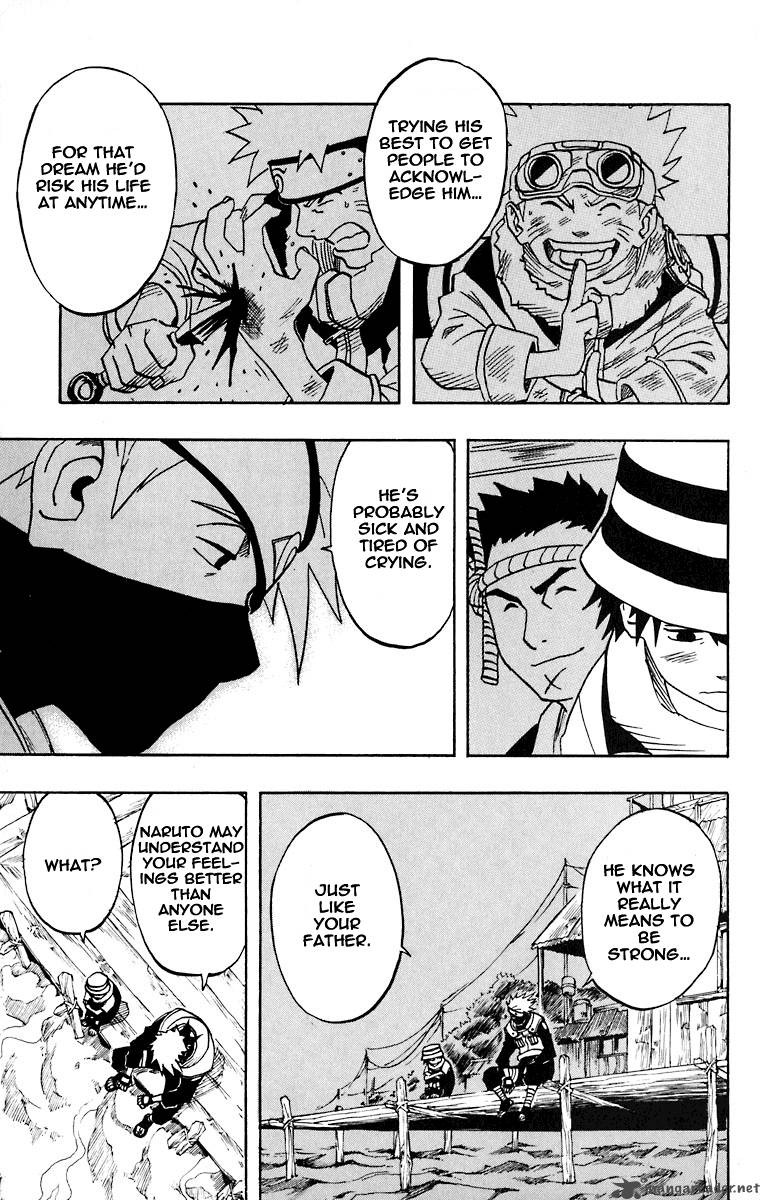 TRYING HIS
BEST TO GET
PEOPLE TO
ACKNOWL-
EDGE HIM...
FOR THAT
DREAM HE'D
RISK HIS LIFE
AT ANYTIME...
HE'S
PROBABLY
SICK AND
TIRED OF
CRYING.
HE KNOWS
WHAT IT
REALLY
MEANS TO
BE
STRONG...
JUST
LIKE
YOUR
FATHER.
NARUTO MAY
UNDERSTAND
YOUR FEEL-
INGS BETTER
THAN
ANYONE
ELSE.
WHAT?
mangareader.net